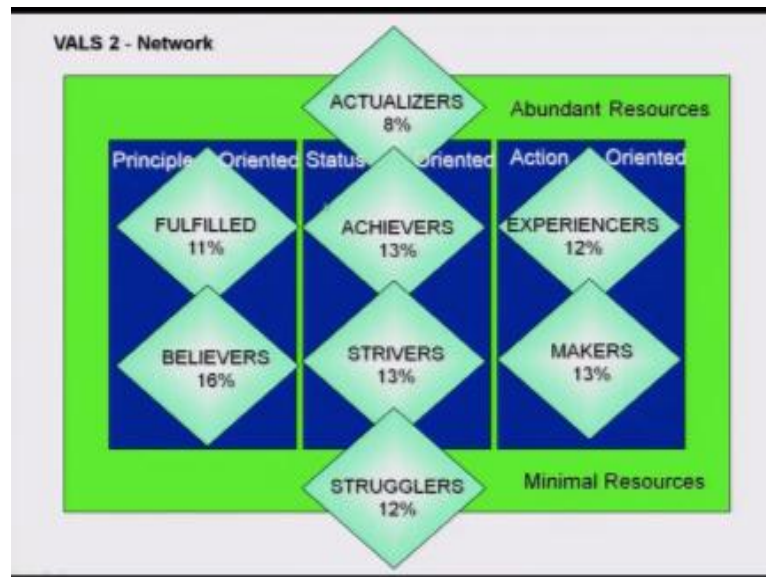 VALS 2 - Network
ACTUALIZERS
8%
Abundant Resources
Principle Oriented
Status Oriented
Action Oriented
FULFILLED
11%
ACHIEVERS
13%
EXPERIENCERS
12%
BELIEVERS
16%
STRIVERS
13%
MAKERS
13%
STRUGGLERS
12%
Minimal Resources